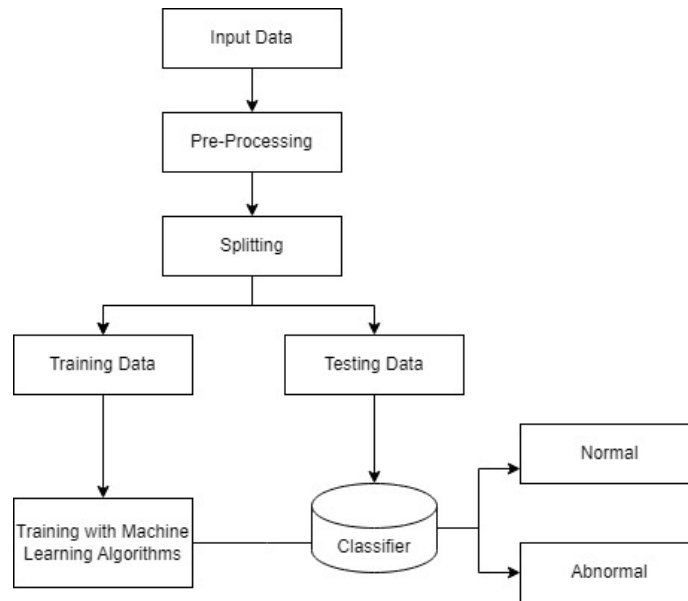 Input Data
Pre-Processing
Splitting
Training Data
Testing Data
Normal
Training with Machine
Learning Algorithms
Classifier
Abnormal